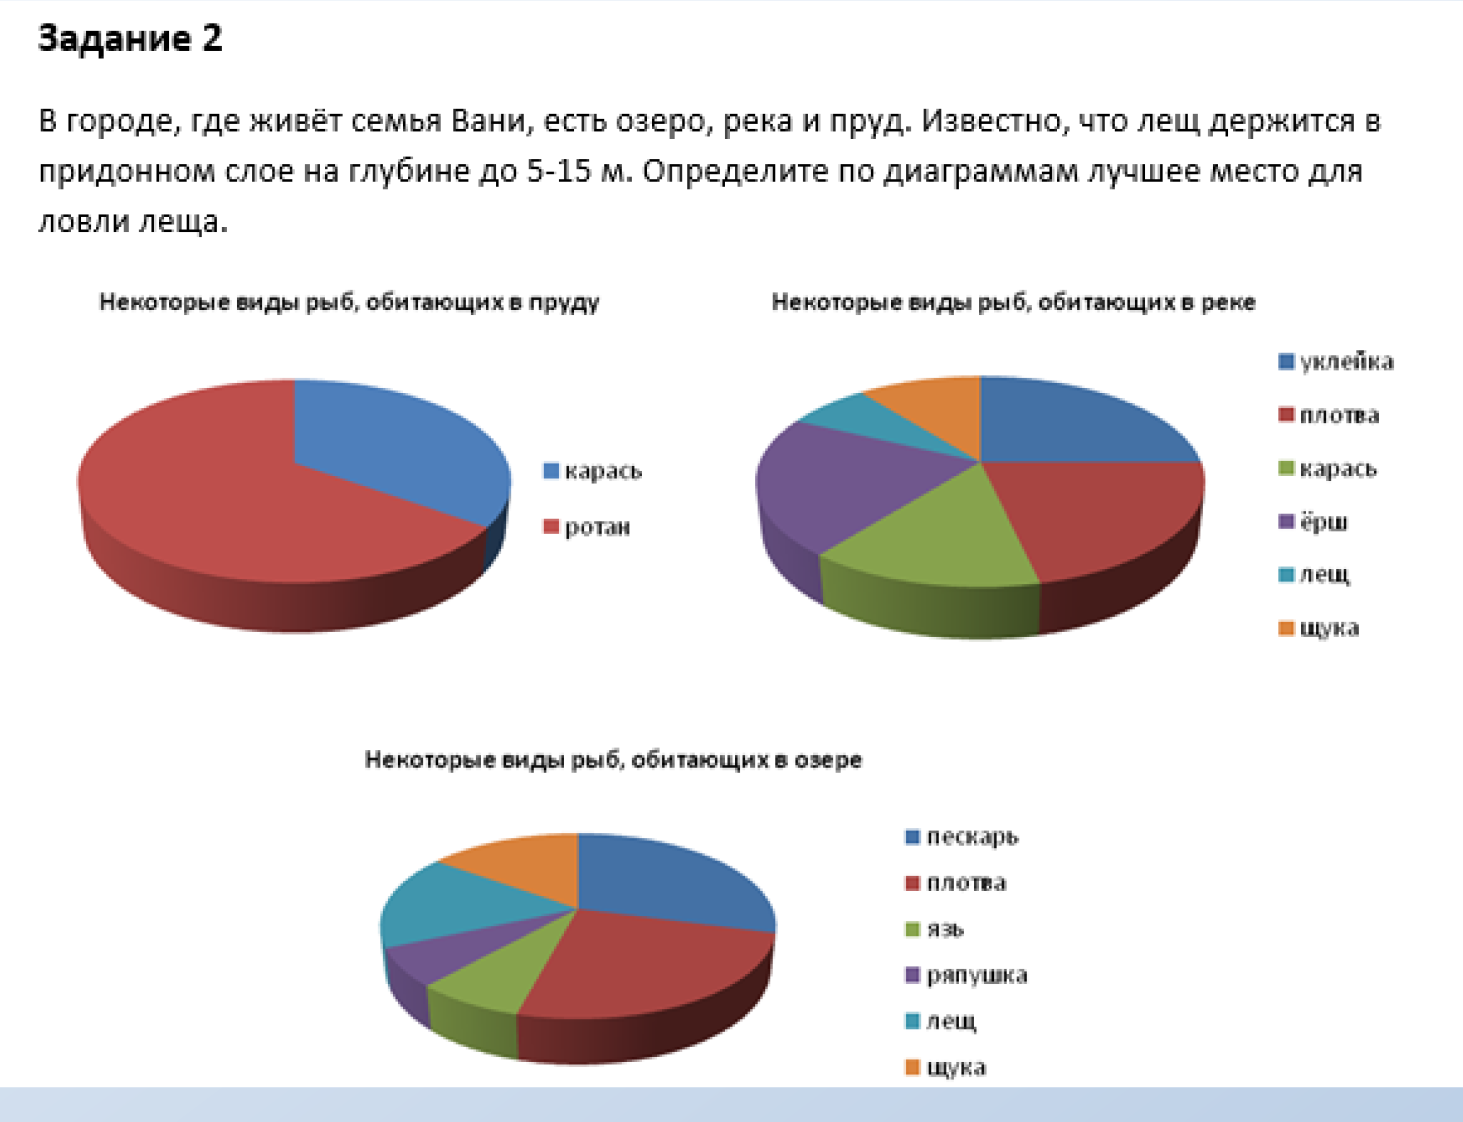 Задание 2
В городе, где живёт семья Вани, есть озеро, река и пруд. Известно, что лещ держится в
придонном слое на глубине до 5-15 м. Определите по диаграммам лучшее место для
ловли леща.
Некоторые виды рыб, обитающих в пруду
карась
ротан
Некоторые виды рыб, обитающих в реке
уклейка
плотва
карась
ёрш
лещ
щука
Некоторые виды рыб, обитающих в озере
пескарь
плотва
язь
ряпушка
лещ
щука